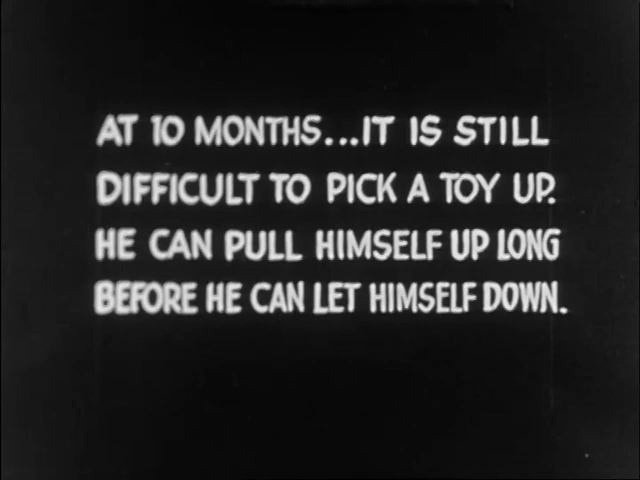 AT 10 MONTHS...IT IS STILL
DIFFICULT TO PICK A TOY UP.
HE CAN PULL HIMSELF UP LONG
BEFORE HE CAN LET HIMSELF DOWN.